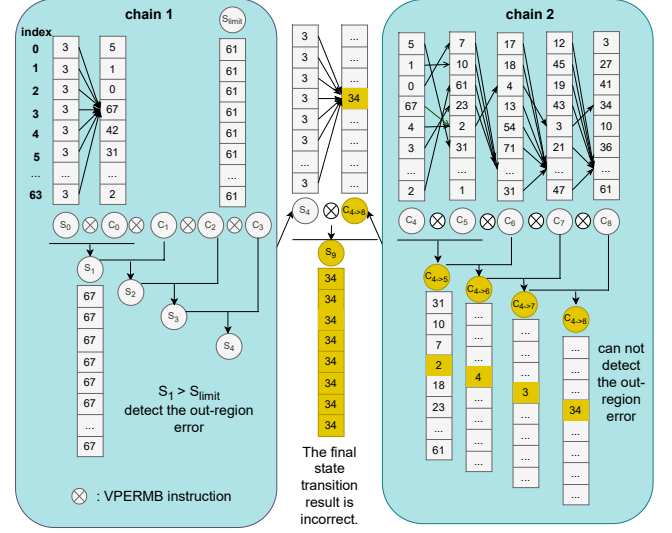 chain 1
S_limit
chain 2
index
0 3 5 61
1 3 1 61
2 3 0 61
3 3 67 61
4 3 42 61
5 3 31 61
... ... ... ...
63 3 2 61
3 ...
3 ...
3 ...
3 34
3 ...
3 ...
... ...
3 ...
5 7 17 12 3
1 10 18 45 27
0 61 4 19 41
67 23 13 43 34
4 2 54 3 10
3 31 71 21 36
... ... ... ... ...
2 1 31 47 61
S0 ⊗ C0 ⊗ C1 ⊗ C2 ⊗ C3
S4 ⊗ C4->8
C4 ⊗ C5 ⊗ C6 ⊗ C7 ⊗ C8
S1
S2
S3
S4
67
67
67
67
67
67
...
67
S1 > Slimit
detect the out-region
error
⊗ : VPERMB instruction
S9
34
34
34
34
34
34
34
34
The final
state
transition
result is
incorrect.
C4->5
C4->6
C4->7
C4->8
31
10
7
2
18
23
...
61
...
...
...
...
4
...
...
...
...
...
...
...
3
...
...
...
...
...
...
...
34
...
...
...
...
can not
detect
the out-
region
error